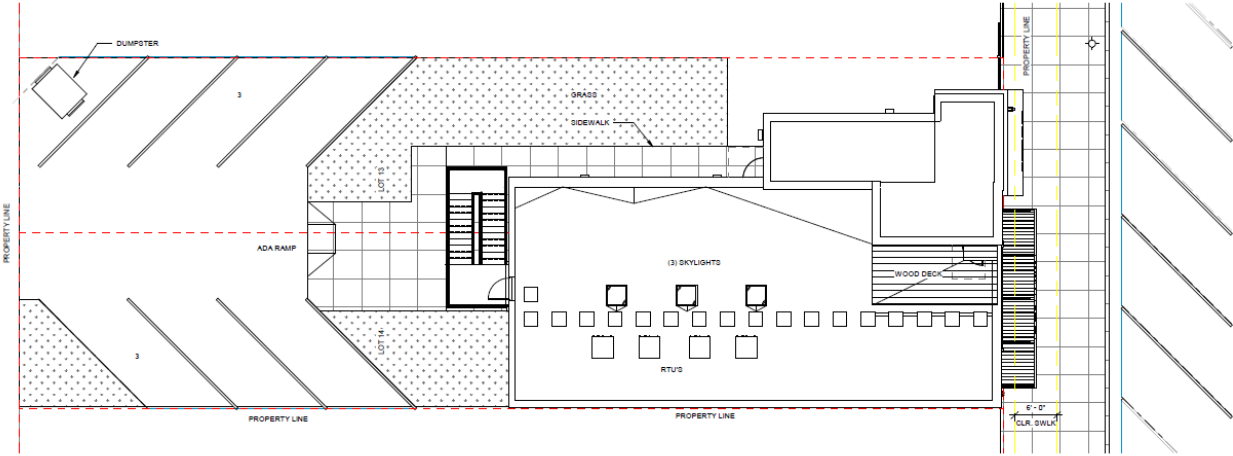 DUMPSTER
PROPERTY LINE
3
GRASS
SIDEWALK
LOT 13
PROPERTY LINE
ADA RAMP
(3) SKYLIGHTS
WOOD DECK
LOT 14
3
RTU'S
PROPERTY LINE
PROPERTY LINE
6' - 0"
CLR. SWLK